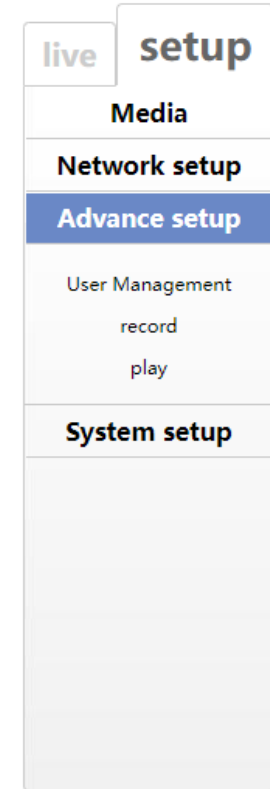 live setup
Media
Network setup
Advance setup
User Management
record
play
System setup